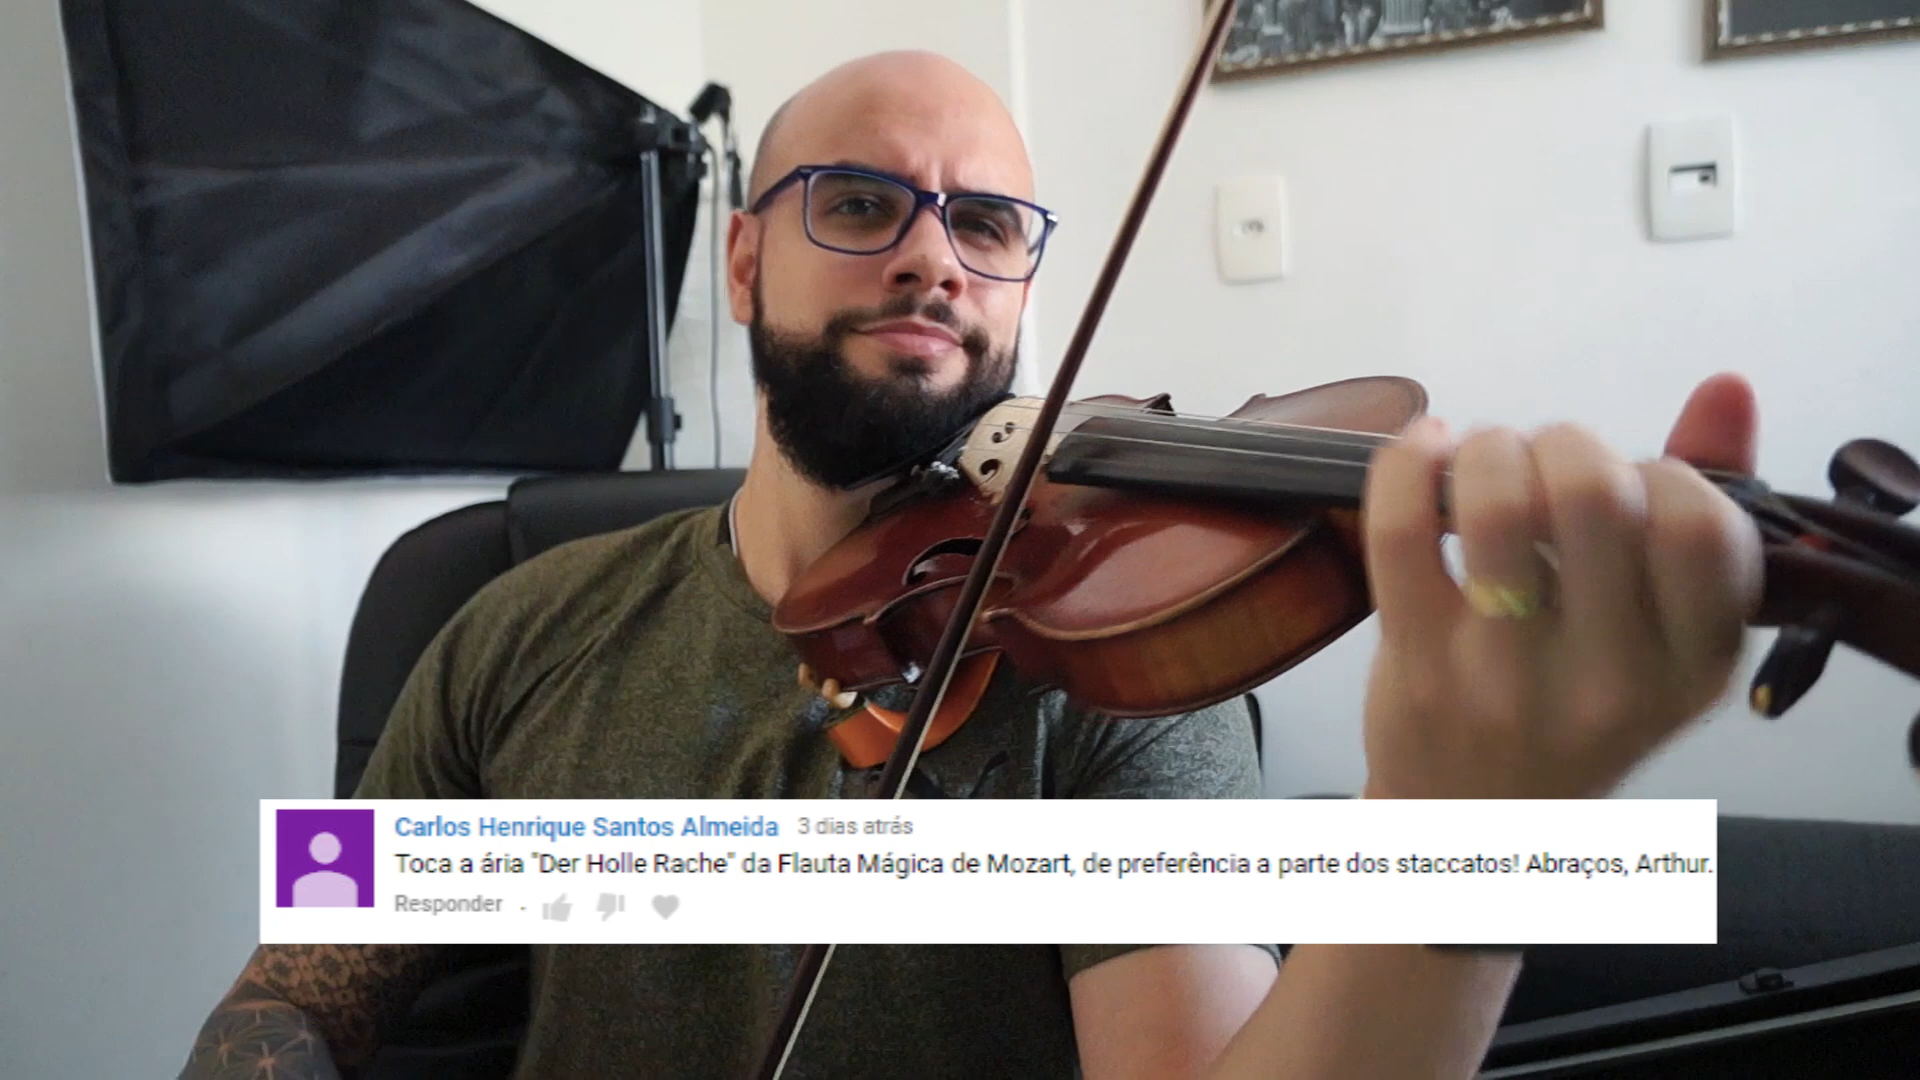 Carlos Henrique Santos Almeida 3 dias atrás
Toca a ária "Der Holle Rache" da Flauta Mágica de Mozart, de preferência a parte dos staccatos! Abraços, Arthur.
Responder